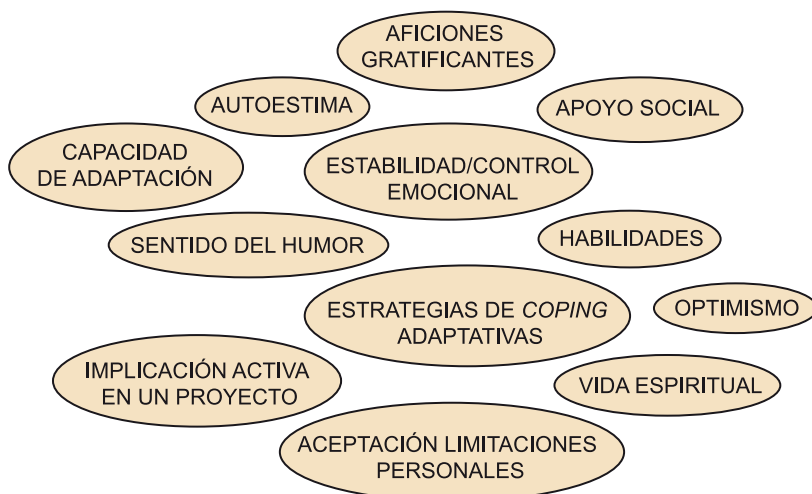 AFICIONES
GRATIFICANTES
AUTOESTIMA
APOYO SOCIAL
CAPACIDAD
DE ADAPTACIÓN
ESTABILIDAD/CONTROL
EMOCIONAL
SENTIDO DEL HUMOR
HABILIDADES
ESTRATEGIAS DE COPING
ADAPTATIVAS
OPTIMISMO
IMPLICACIÓN ACTIVA
EN UN PROYECTO
VIDA ESPIRITUAL
ACEPTACIÓN LIMITACIONES
PERSONALES